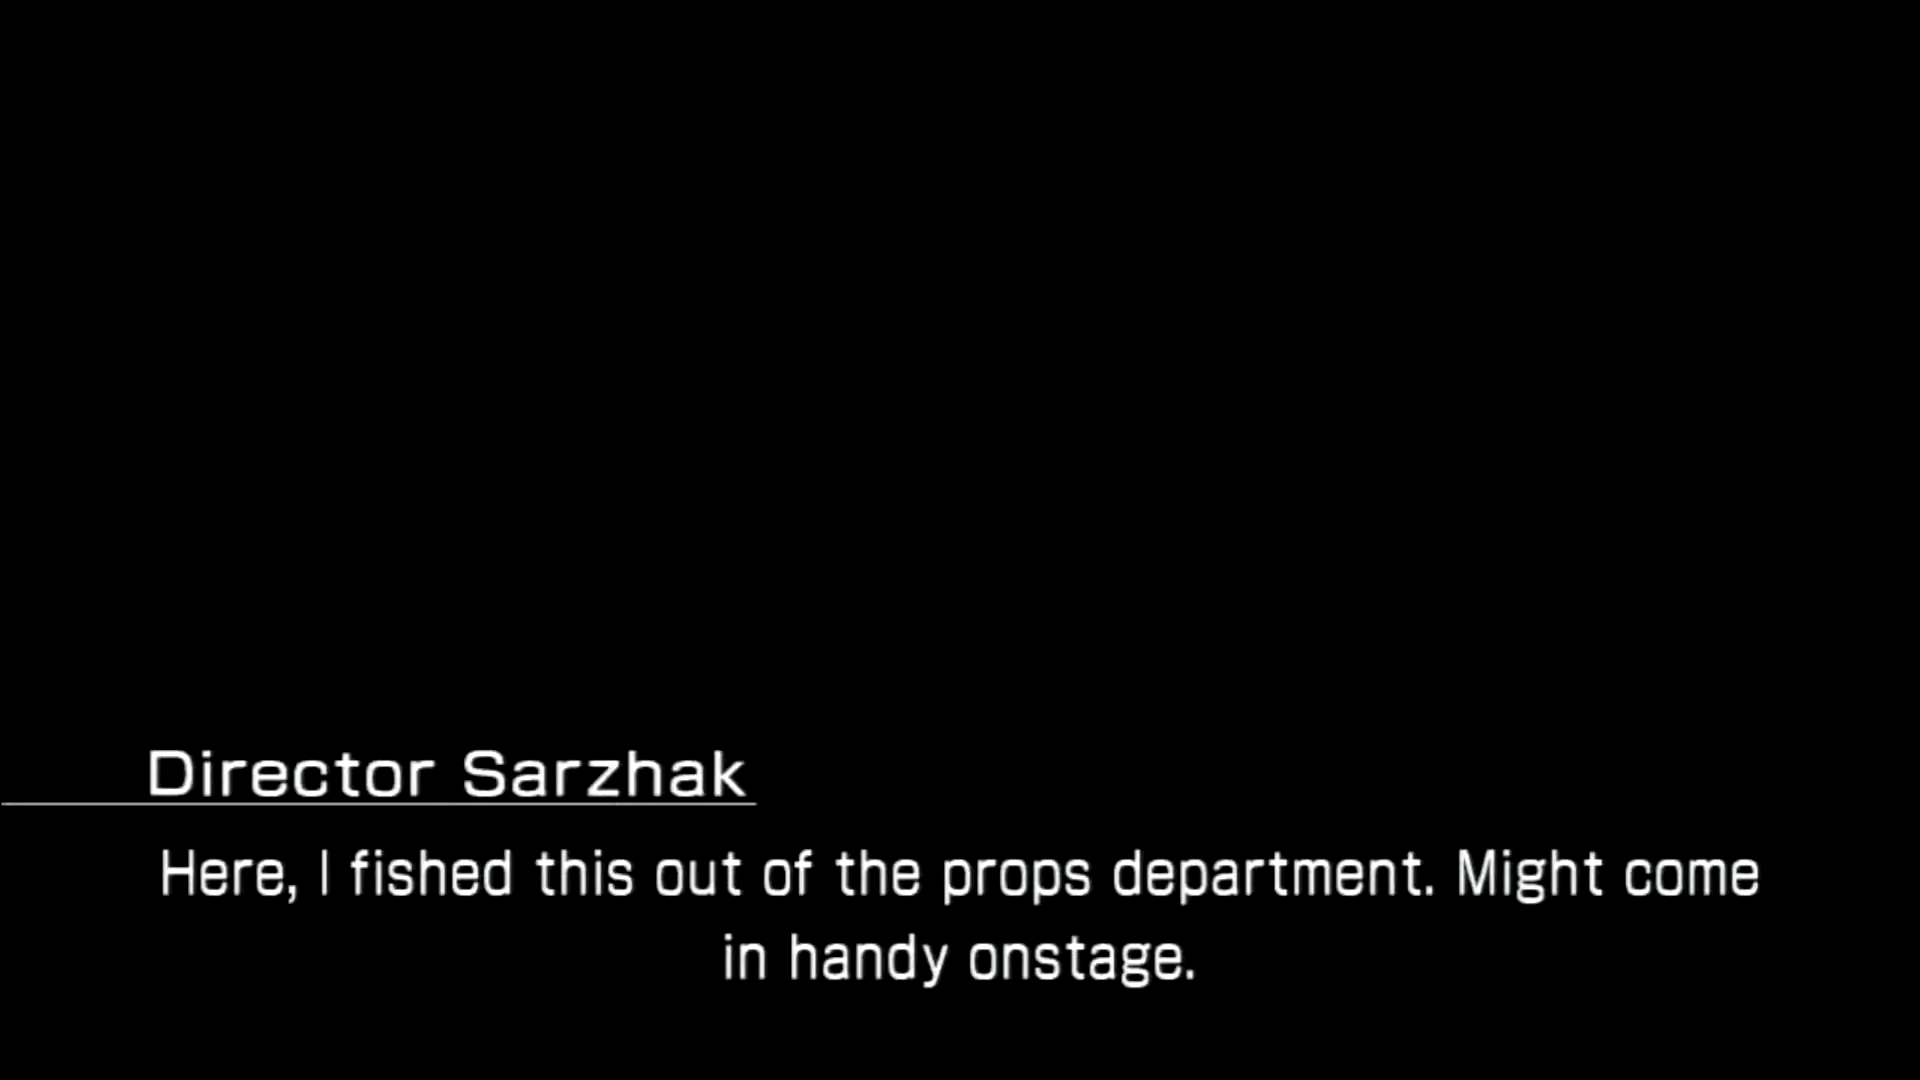 Director Sarzhak
Here, I fished this out of the props department. Might come
in handy onstage.